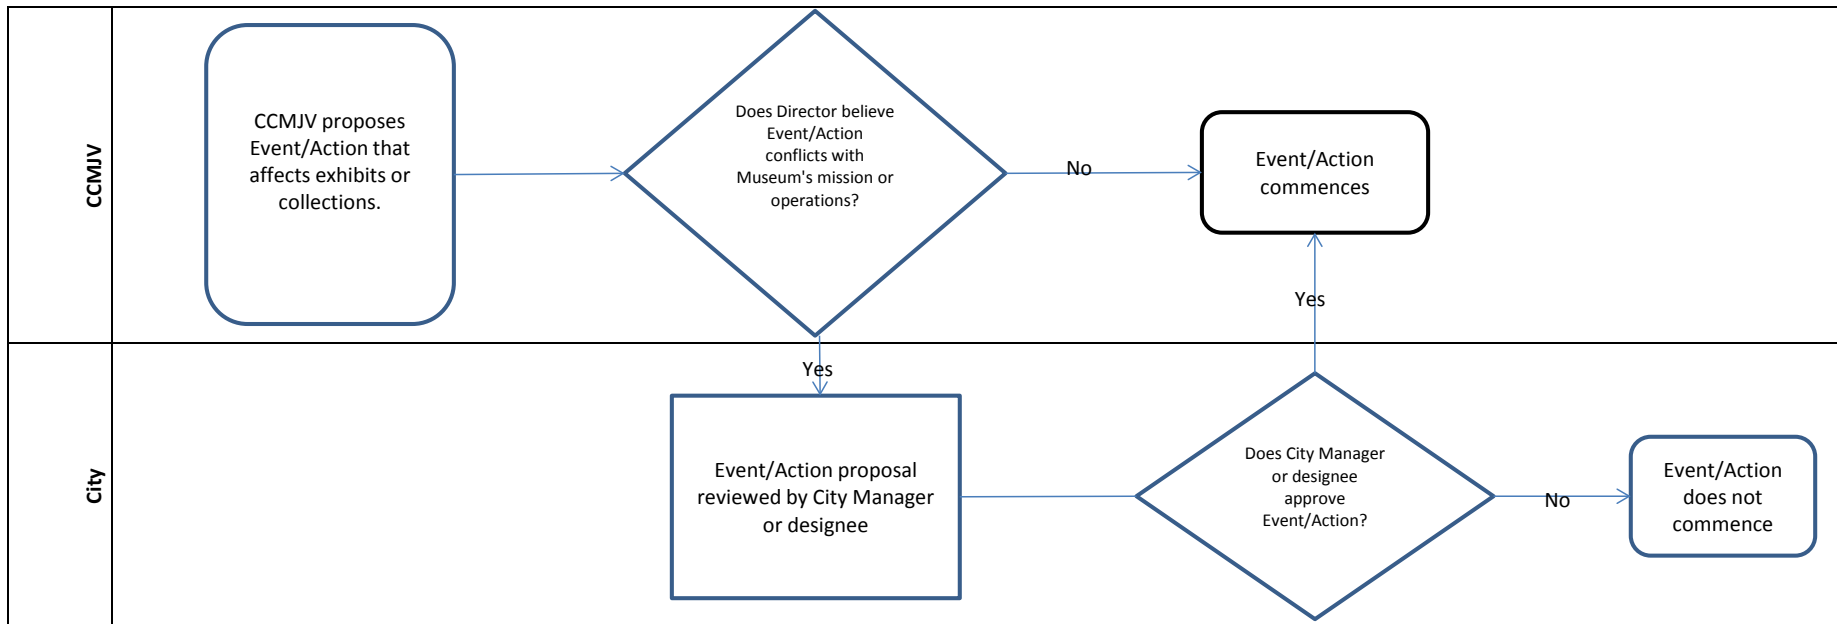 CCMJV
CCMJV proposes
Event/Action that
affects exhibits or
collections.
Does Director believe
Event/Action
conflicts with
Museum's mission or
operations?
No
Event/Action
commences
Yes
Yes
City
Event/Action proposal
reviewed by City Manager
or designee
Does City Manager
or designee
approve
Event/Action?
No
Event/Action
does not
commence